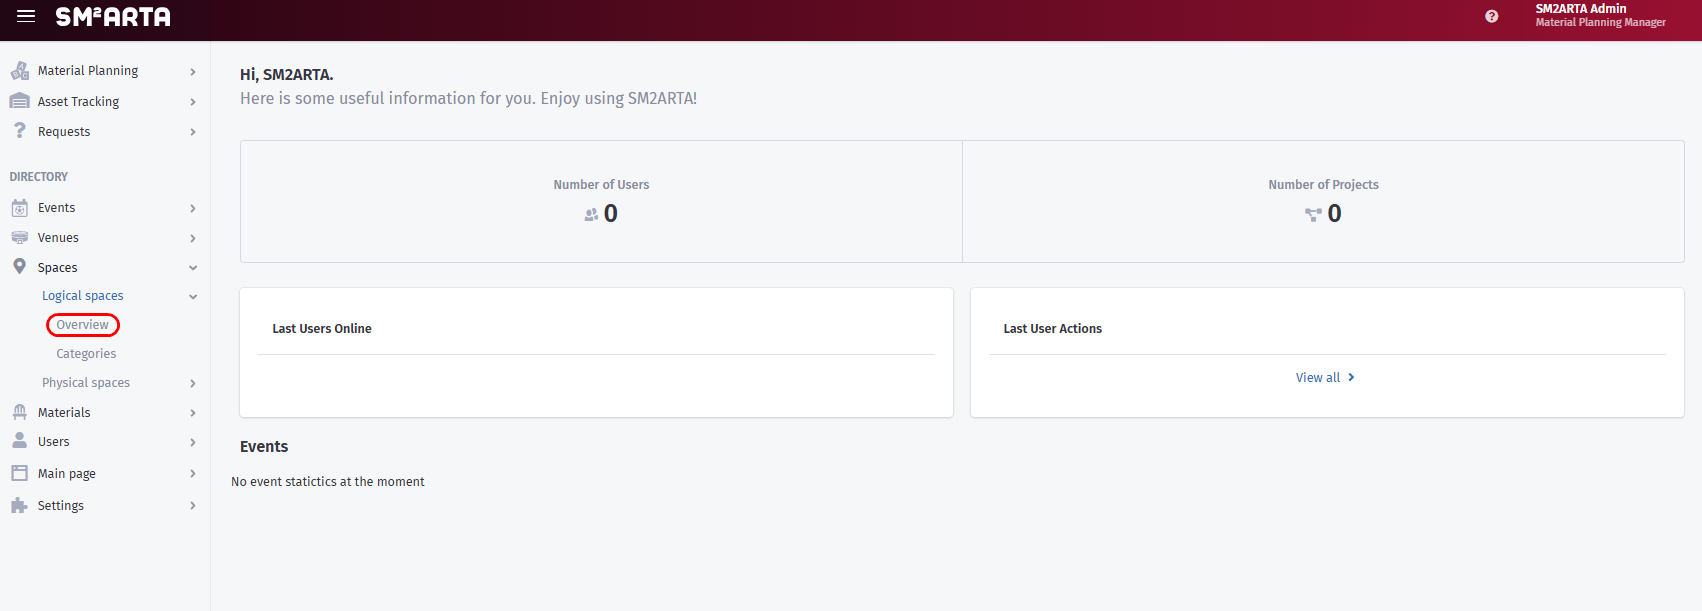 SM²ARTA
SM2ARTA Admin
Material Planning Manager
Material Planning
Asset Tracking
Requests
DIRECTORY
Events
Venues
Spaces
Logical spaces
Overview
Categories
Physical spaces
Materials
Users
Main page
Settings
Hi, SM2ARTA.
Here is some useful information for you. Enjoy using SM2ARTA!
Number of Users
0
Number of Projects
0
Last Users Online
Last User Actions
View all
Events
No event statictics at the moment